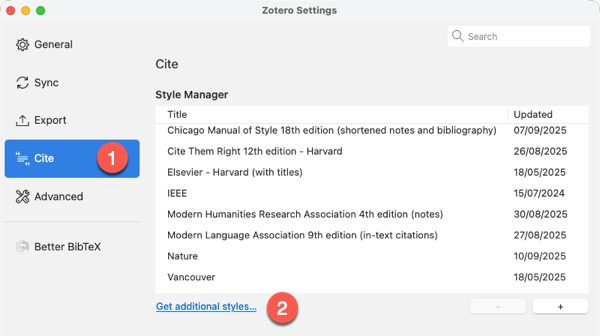 Zotero Settings
Search
General
Sync
Export
Cite
1
Advanced
Better BibTeX
Cite
Style Manager
Title Updated
Chicago Manual of Style 18th edition (shortened notes and bibliography) 07/09/2025
Cite Them Right 12th edition - Harvard 26/08/2025
Elsevier - Harvard (with titles) 18/05/2025
IEEE 15/07/2024
Modern Humanities Research Association 4th edition (notes) 30/08/2025
Modern Language Association 9th edition (in-text citations) 27/08/2025
Nature 10/09/2025
Vancouver 18/05/2025
Get additional styles... 2
- +